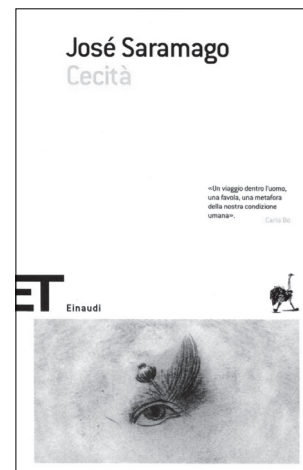 José Saramago
Cecità
«Un viaggio dentro l'uomo,
una favola, una metafora
della nostra condizione
umana».
Carlo Bo
ET
Einaudi